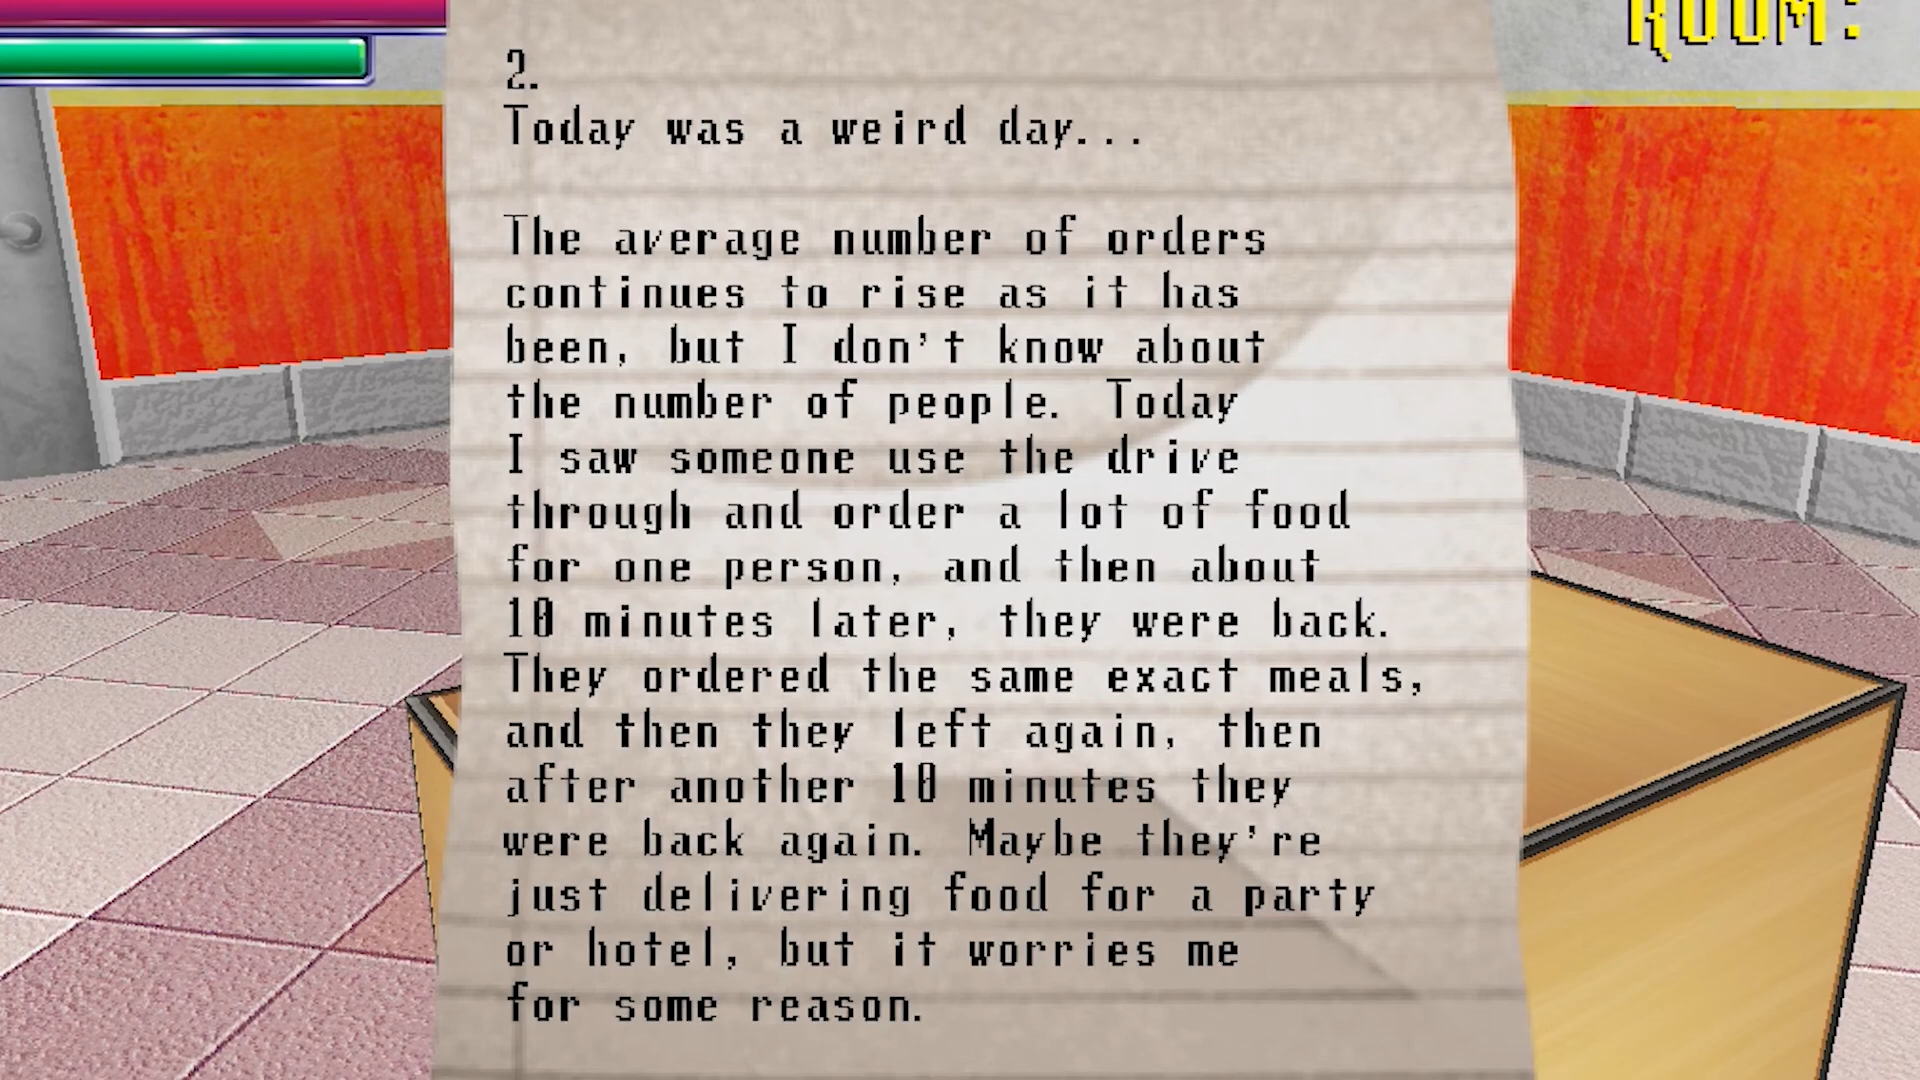 ROOM:
2.
Today was a weird day...
The average number of orders
continues to rise as it has
been, but I don't know about
the number of people. Today
I saw someone use the drive
through and order a lot of food
for one person, and then about
10 minutes later, they were back.
They ordered the same exact meals,
and then they left again, then
after another 10 minutes they
were back again. Maybe they're
just delivering food for a party
or hotel, but it worries me
for some reason.